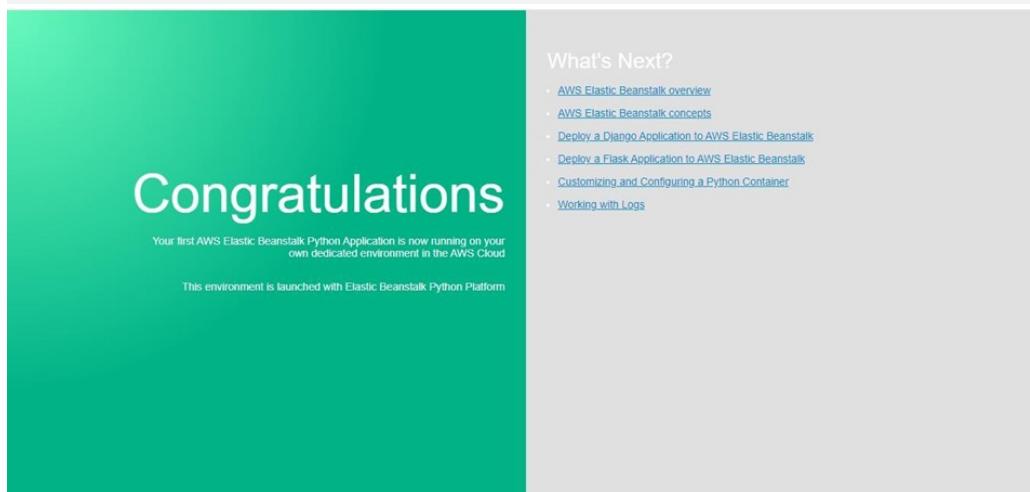 Congratulations
Your first AWS Elastic Beanstalk Python Application is now running on your
own dedicated environment in the AWS Cloud
This environment is launched with Elastic Beanstalk Python Platform
What's Next?
AWS Elastic Beanstalk overview
AWS Elastic Beanstalk concepts
Deploy a Django Application to AWS Elastic Beanstalk
Deploy a Flask Application to AWS Elastic Beanstalk
Customizing and Configuring a Python Container
Working with Logs